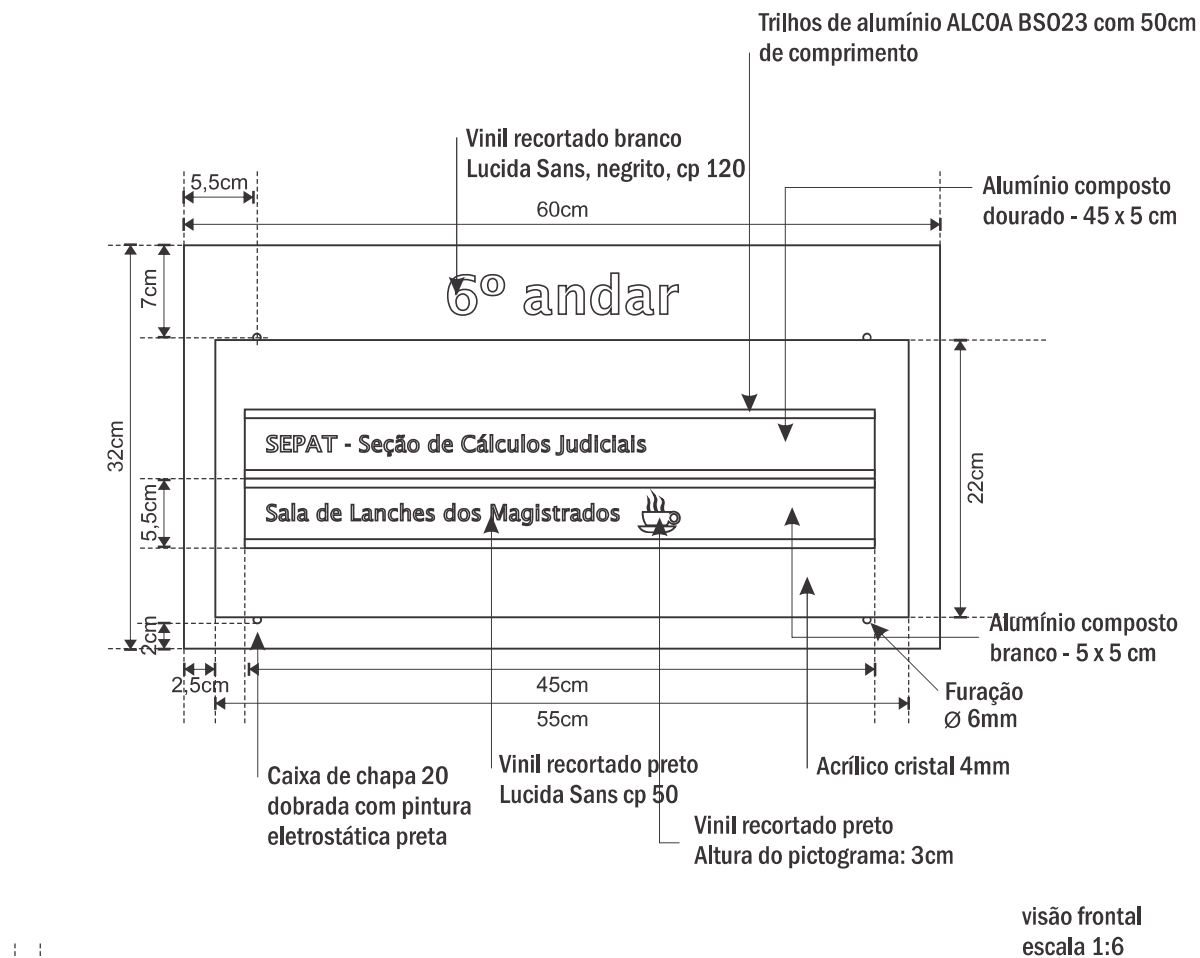 Trilhos de alumínio ALCOA BSO23 com 50cm
de comprimento
Vinil recortado branco
Lucida Sans, negrito, cp 120
5,5cm
60cm
Alumínio composto
dourado - 45 x 5 cm
7cm
6º andar
32cm
22cm
SEPAT - Seção de Cálculos Judiciais
5,5cm
Sala de Lanches dos Magistrados
2cm
Alumínio composto
branco - 5 x 5 cm
2,5cm
45cm
55cm
Furação
Ø 6mm
Caixa de chapa 20
dobrada com pintura
eletrostática preta
Vinil recortado preto
Lucida Sans cp 50
Acrílico cristal 4mm
Vinil recortado preto
Altura do pictograma: 3cm
visão frontal
escala 1:6